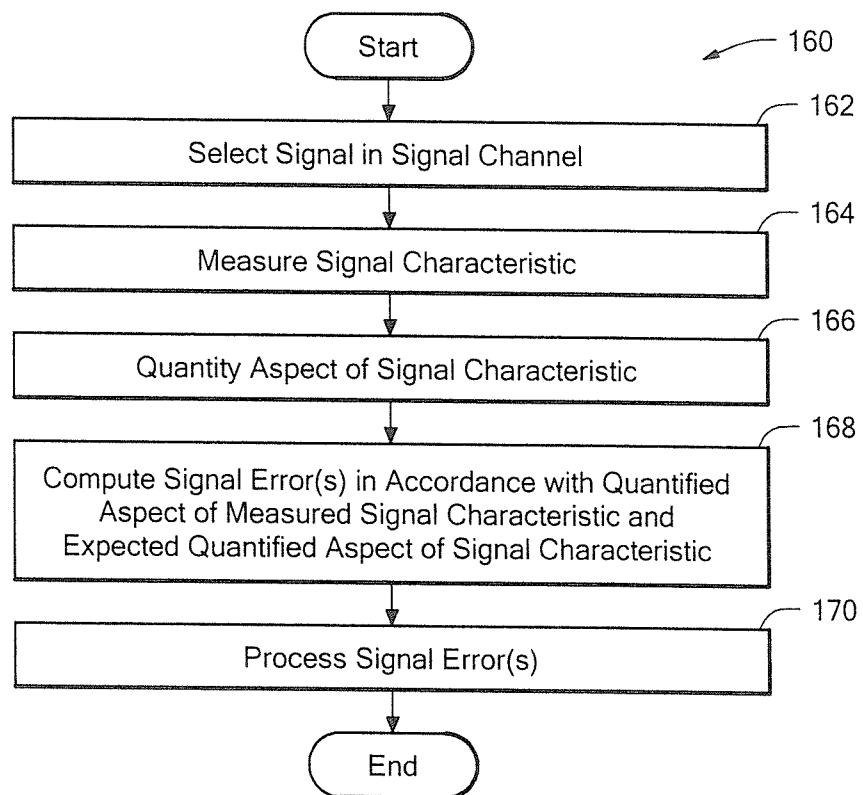 Start
160
162
Select Signal in Signal Channel
164
Measure Signal Characteristic
166
Quantity Aspect of Signal Characteristic
168
Compute Signal Error(s) in Accordance with Quantified
Aspect of Measured Signal Characteristic and
Expected Quantified Aspect of Signal Characteristic
170
Process Signal Error(s)
End